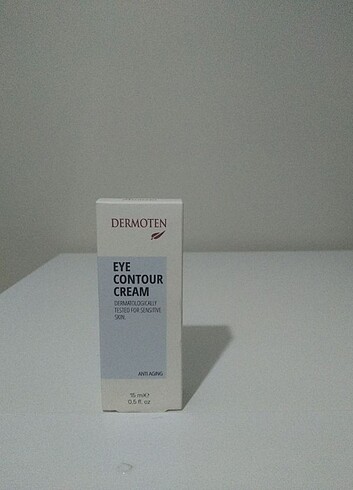 DERMOTEN
EYE
CONTOUR
CREAM
DERMATOLOGICALLY
TESTED FOR SENSITIVE
SKIN.
ANTI AGING
15 ml℮
0.5 fl. oz